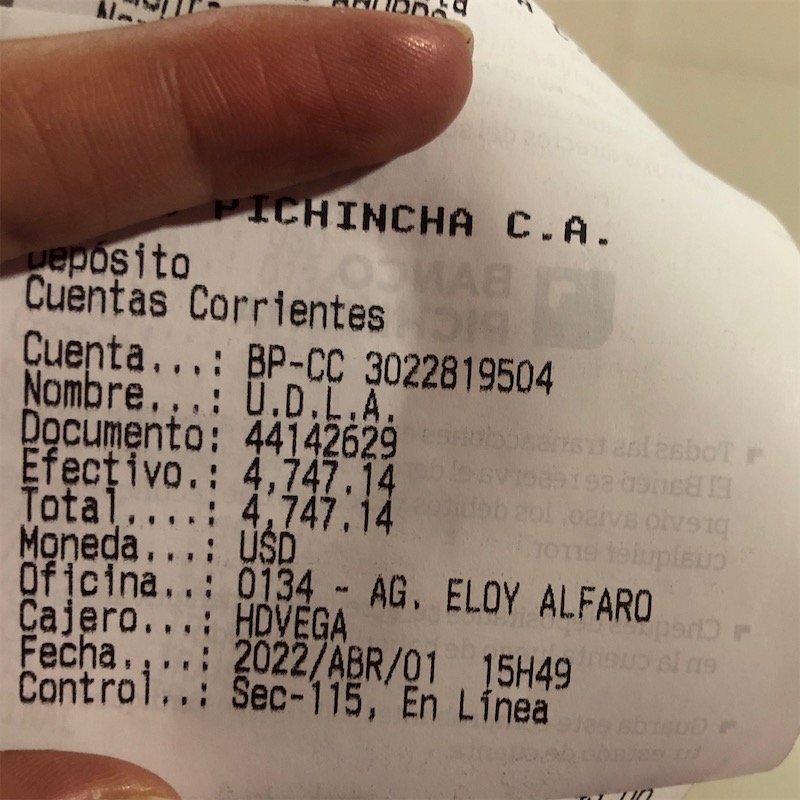 PICHINCHA C.A.
Depósito
Cuentas Corrientes
Cuenta...: BP-CC 3022819504
Nombre...: U.D.L.A.
Documento: 44142629
Efectivo.: 4,747.14
Total....: 4,747.14
Moneda...: USD
Oficina..: 0134 - AG. ELOY ALFARO
Cajero...: HDVEGA
Fecha....: 2022/ABR/01 15H49
Control..: Sec-115, En Línea